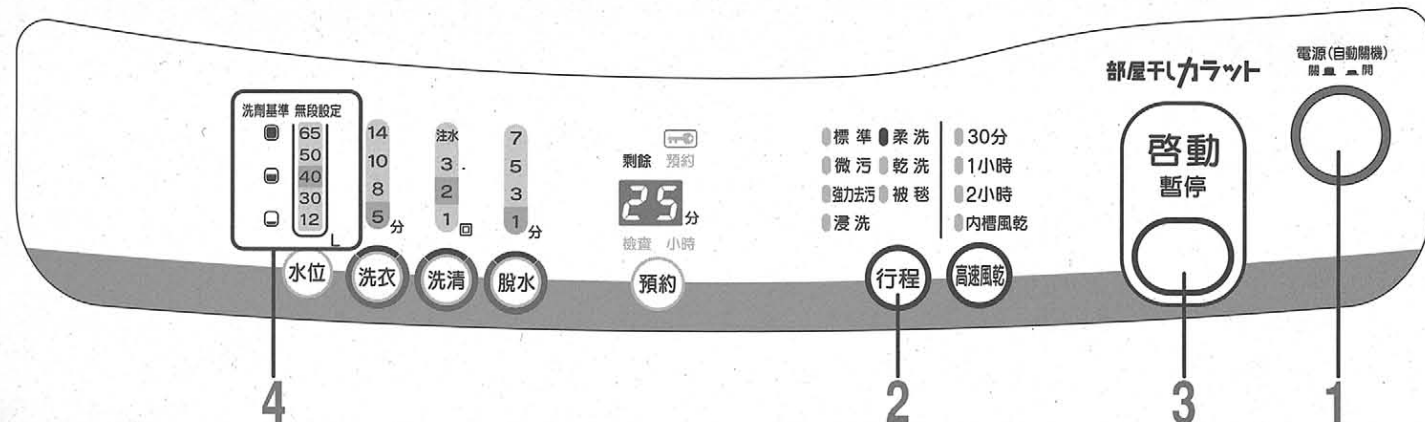 洗劑基準 無段設定
65
50
40
30
12
L
水位
14
10
8
5
分
洗衣
注水
3
2
1
回
洗清
7
5
3
1
分
脫水
剩餘 預約
25
分
檢查 小時
預約
標準 柔洗
微污 乾洗
強力去污 被毯
浸洗
行程
30分
1小時
2小時
內槽風乾
高速風乾
部屋干しカラット
啓動
暫停
電源(自動關機)
關 開
4
2
3
1